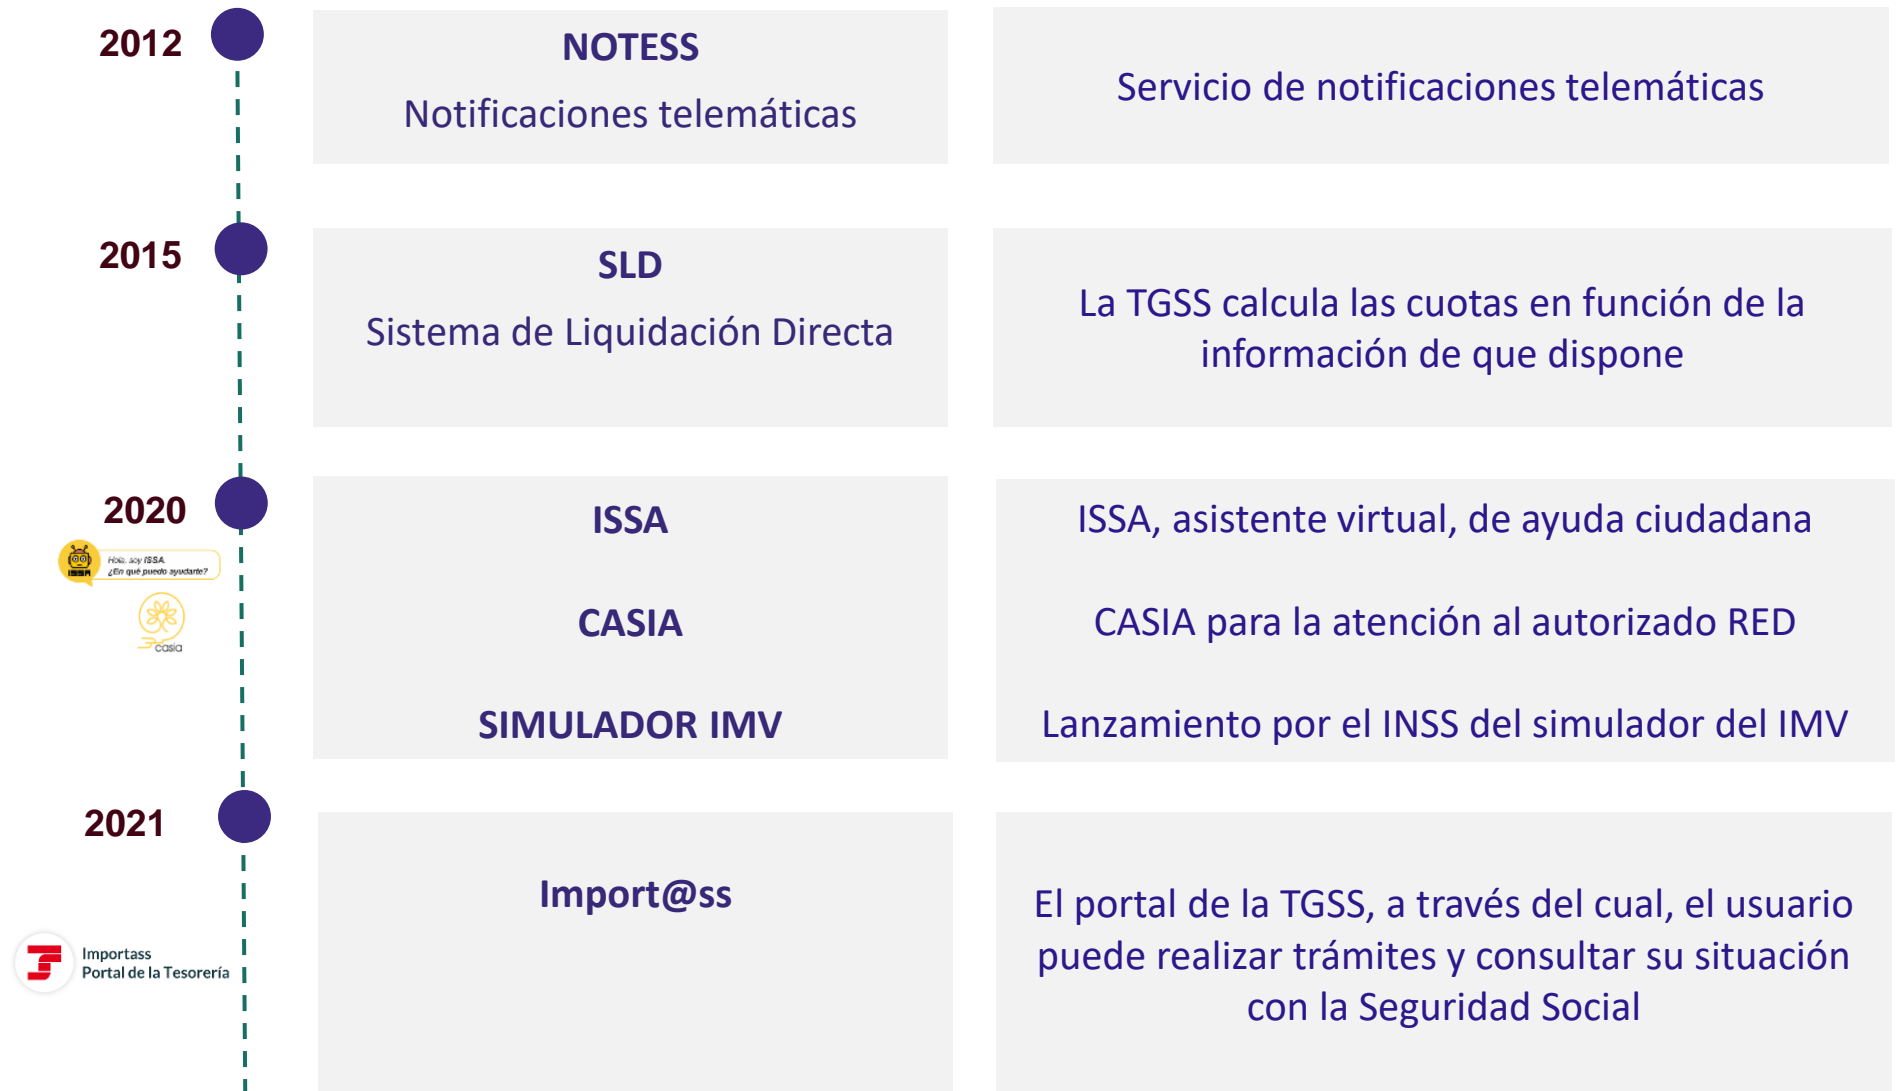 2012
NOTESS
Notificaciones telemáticas
Servicio de notificaciones telemáticas
2015
SLD
Sistema de Liquidación Directa
La TGSS calcula las cuotas en función de la
información de que dispone
2020
ISSA
Hola, soy ISSA
¿En qué puedo ayudarte?
casia
ISSA
CASIA
SIMULADOR IMV
ISSA, asistente virtual, de ayuda ciudadana
CASIA para la atención al autorizado RED
Lanzamiento por el INSS del simulador del IMV
2021
Importass
Portal de la Tesorería
Import@ss
El portal de la TGSS, a través del cual, el usuario
puede realizar trámites y consultar su situación
con la Seguridad Social